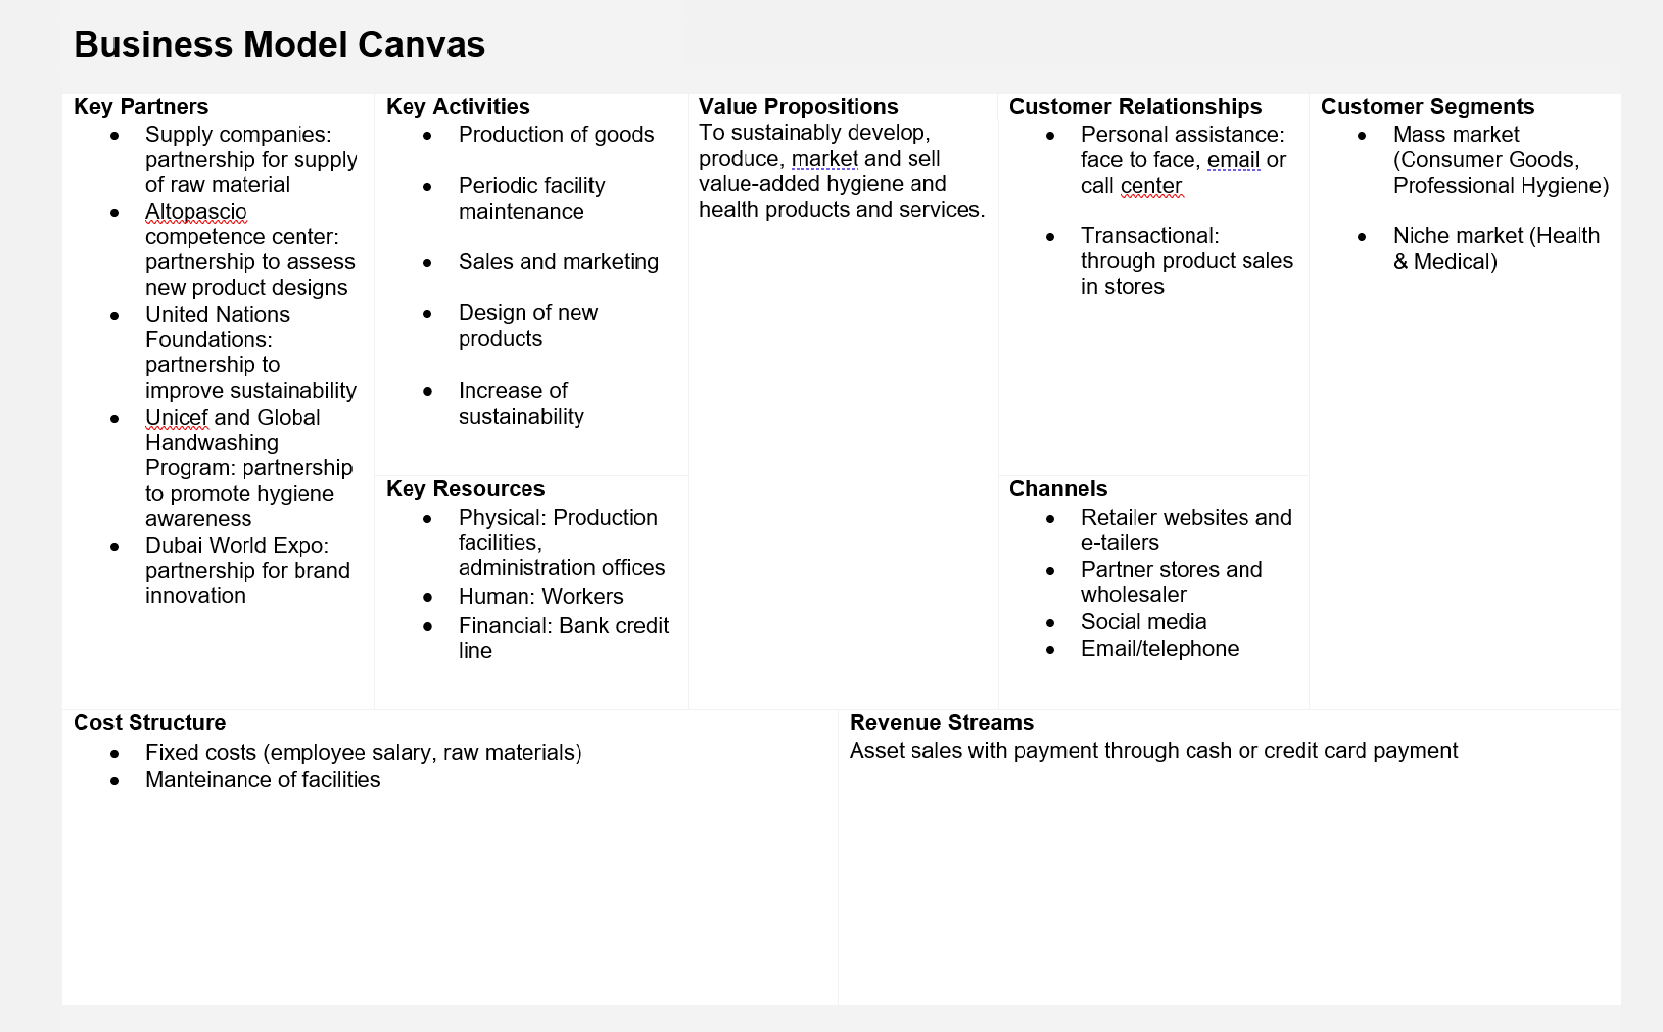 Business Model Canvas
Key Partners
• Supply companies:
partnership for supply
of raw material
• Altopascio
competence center:
partnership to assess
new product designs
• United Nations
Foundations:
partnership to
improve sustainability
• Unicef and Global
Handwashing
Program: partnership
to promote hygiene
awareness
• Dubai World Expo:
partnership for brand
innovation
Key Activities
• Production of goods
• Periodic facility
maintenance
• Sales and marketing
• Design of new
products
• Increase of
sustainability
Key Resources
• Physical: Production
facilities,
administration offices
• Human: Workers
• Financial: Bank credit
line
Value Propositions
To sustainably develop,
produce, market and sell
value-added hygiene and
health products and services.
Customer Relationships
• Personal assistance:
face to face, email or
call center
• Transactional:
through product sales
in stores
Channels
• Retailer websites and
e-tailers
• Partner stores and
wholesaler
• Social media
• Email/telephone
Customer Segments
• Mass market
(Consumer Goods,
Professional Hygiene)
• Niche market (Health
& Medical)
Cost Structure
• Fixed costs (employee salary, raw materials)
• Manteinance of facilities
Revenue Streams
Asset sales with payment through cash or credit card payment